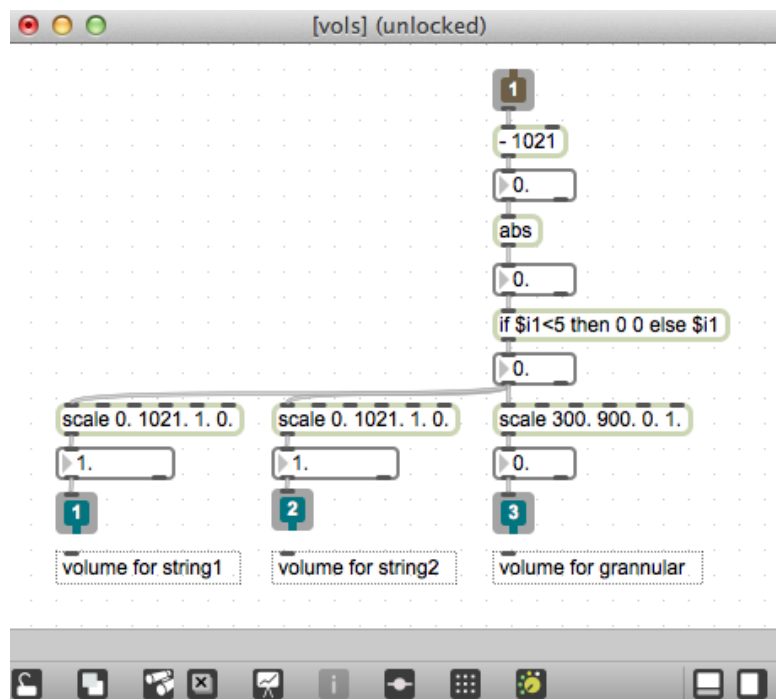 [vols] (unlocked)
1
- 1021
0.
abs
0.
if $i1<5 then 0 0 else $i1
0.
scale 0. 1021. 1. 0.
scale 0. 1021. 1. 0.
scale 300. 900. 0. 1.
1.
1.
0.
1
2
3
volume for string1
volume for string2
volume for grannular